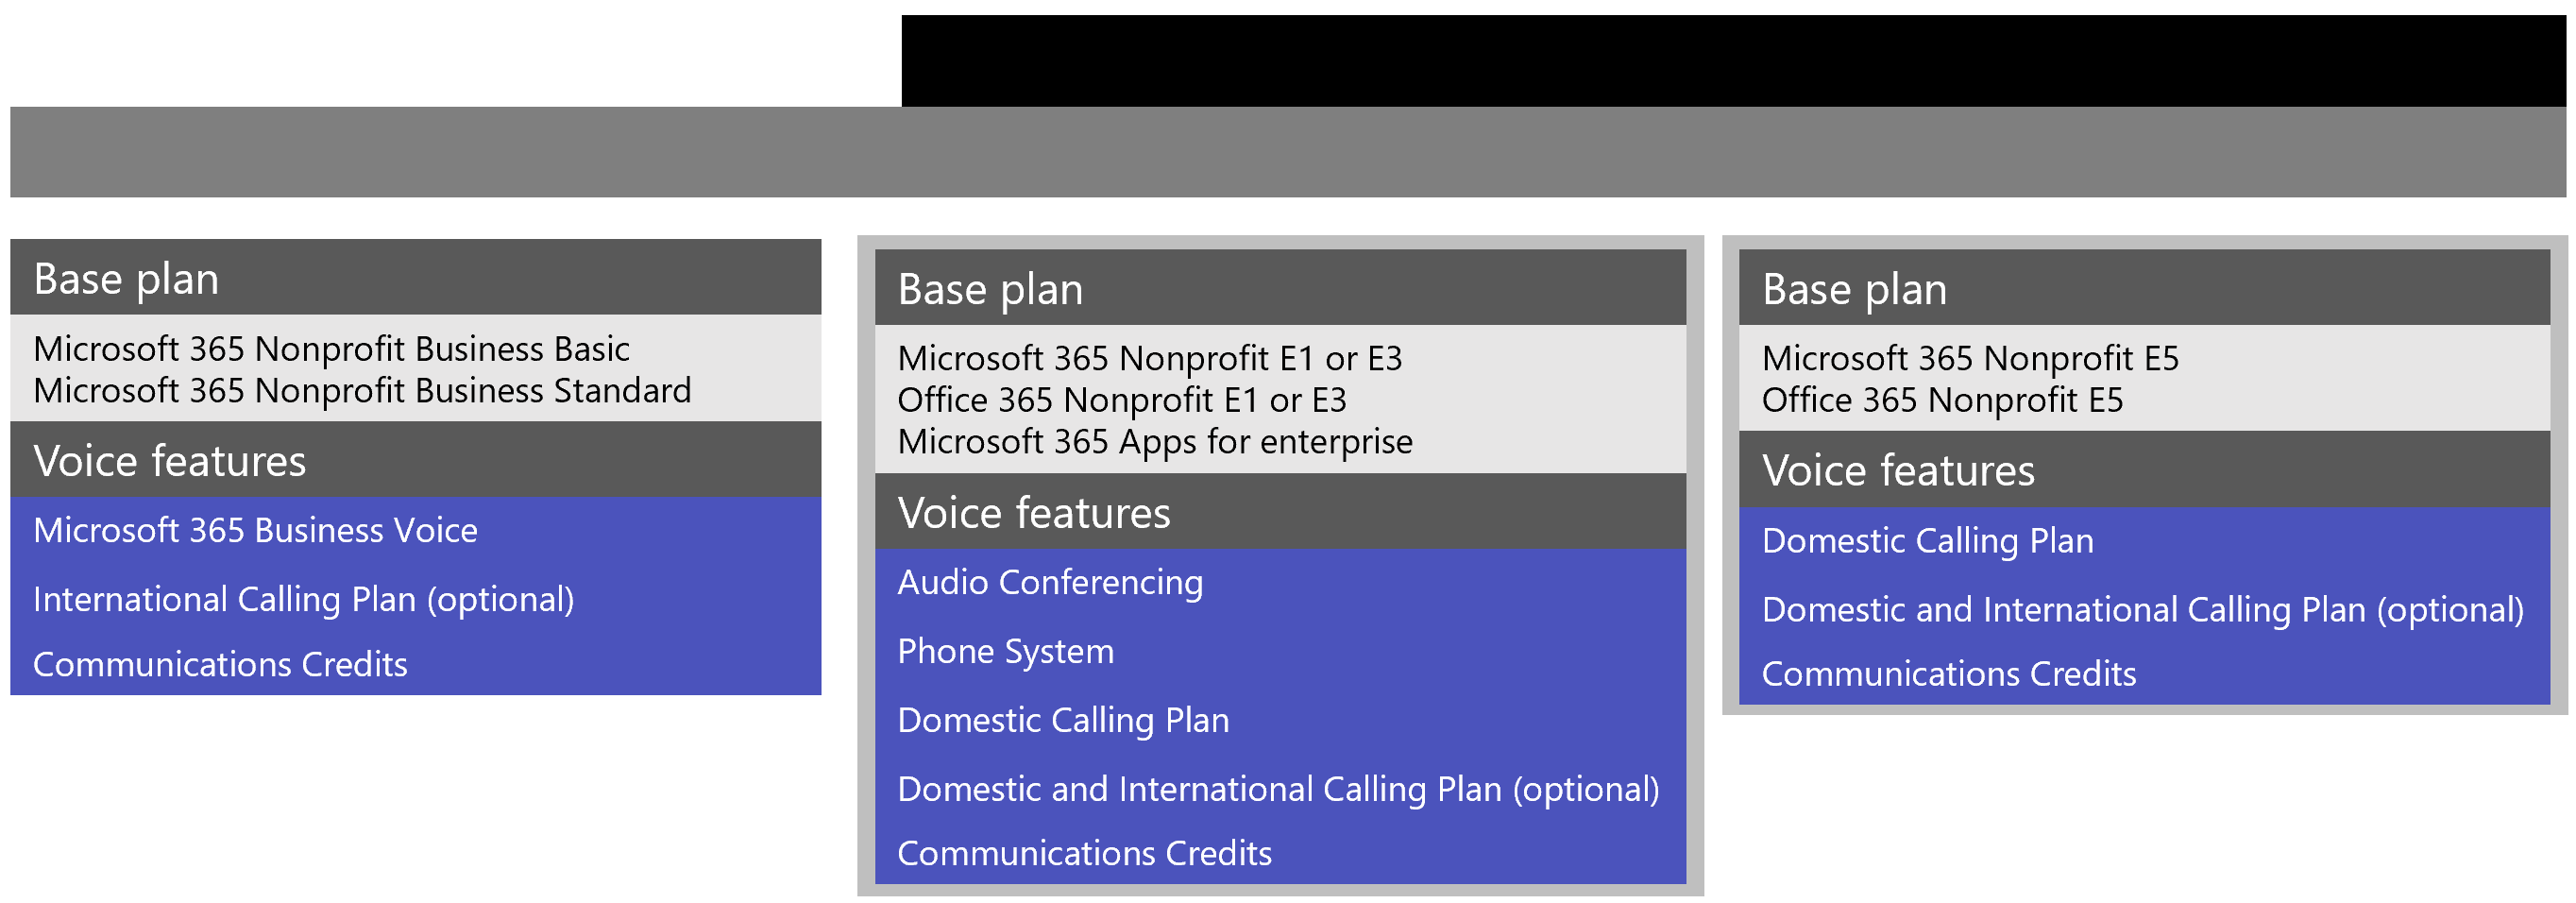 Base plan
Microsoft 365 Nonprofit Business Basic
Microsoft 365 Nonprofit Business Standard
Voice features
Microsoft 365 Business Voice
International Calling Plan (optional)
Communications Credits
Base plan
Microsoft 365 Nonprofit E1 or E3
Office 365 Nonprofit E1 or E3
Microsoft 365 Apps for enterprise
Voice features
Audio Conferencing
Phone System
Domestic Calling Plan
Domestic and International Calling Plan (optional)
Communications Credits
Base plan
Microsoft 365 Nonprofit E5
Office 365 Nonprofit E5
Voice features
Domestic Calling Plan
Domestic and International Calling Plan (optional)
Communications Credits